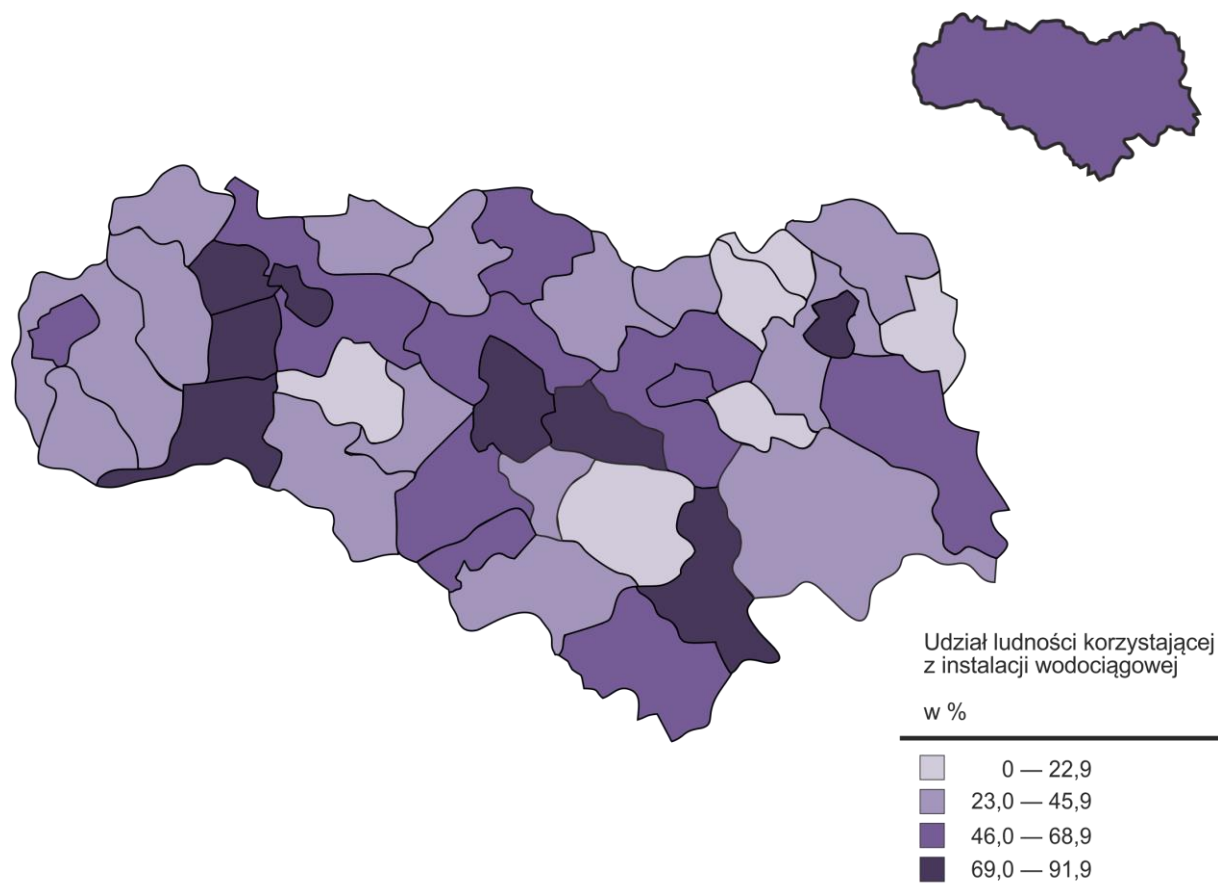 Udział ludności korzystającej
z instalacji wodociągowej
w %
0 — 22,9
23,0 — 45,9
46,0 — 68,9
69,0 — 91,9